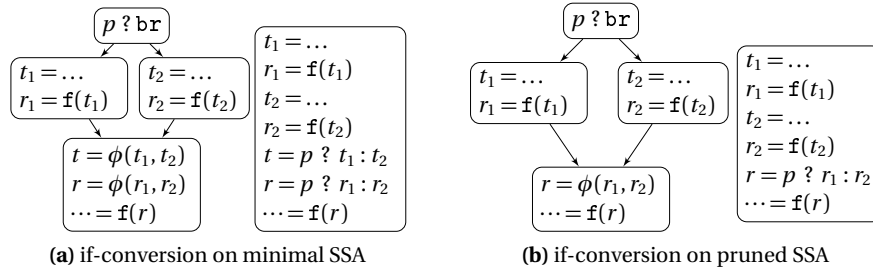 p ? br
t₁ = …
r₁ = f(t₁)
t₂ = …
r₂ = f(t₂)
t = ϕ(t₁, t₂)
r = ϕ(r₁, r₂)
⋯ = f(r)
t₁ = …
r₁ = f(t₁)
t₂ = …
r₂ = f(t₂)
t = p ? t₁ : t₂
r = p ? r₁ : r₂
⋯ = f(r)
(a) if-conversion on minimal SSA
p ? br
t₁ = …
r₁ = f(t₁)
t₂ = …
r₂ = f(t₂)
r = ϕ(r₁, r₂)
⋯ = f(r)
t₁ = …
r₁ = f(t₁)
t₂ = …
r₂ = f(t₂)
r = p ? r₁ : r₂
⋯ = f(r)
(b) if-conversion on pruned SSA